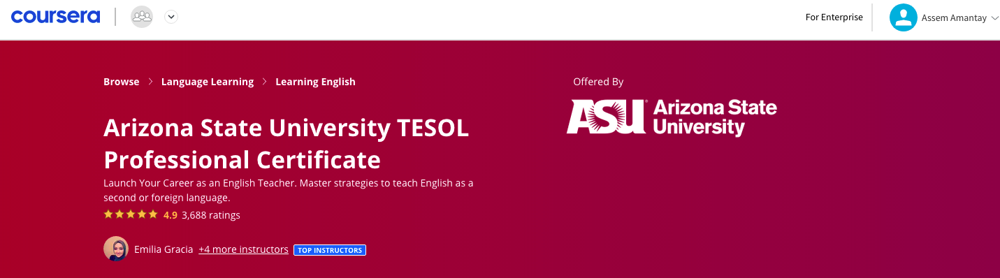 coursera
For Enterprise
Assem Amantay
Browse > Language Learning > Learning English
Offered By
ASU Arizona State
University
Arizona State University TESOL
Professional Certificate
Launch Your Career as an English Teacher. Master strategies to teach English as a
second or foreign language.
4.9 3,688 ratings
Emilia Gracia +4 more instructors TOP INSTRUCTORS